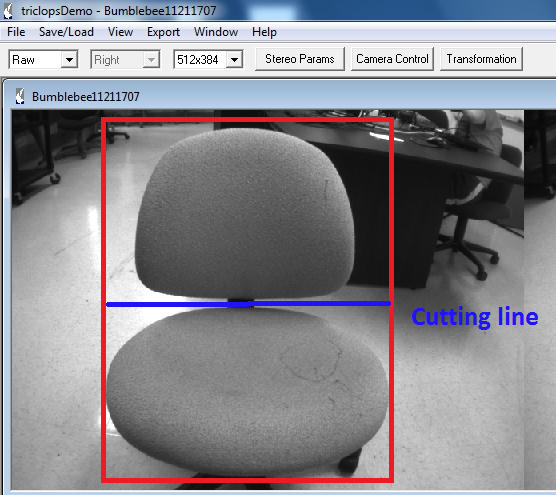 triclopsDemo - Bumblebee11211707
File Save/Load View Export Window Help
Raw Right 512x384 Stereo Params Camera Control Transformation
Bumblebee11211707
Cutting line